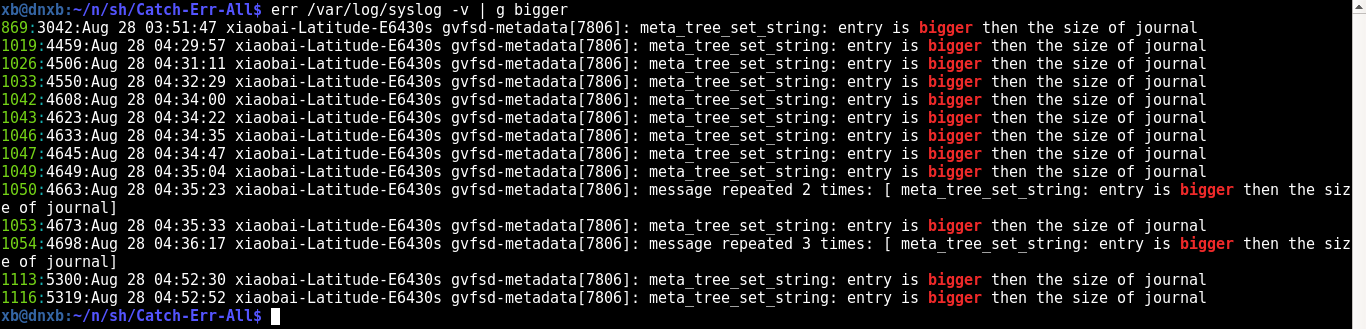 xb@dnxb:~/n/sh/Catch-Err-All$ err /var/log/syslog -v | g bigger
869:3042:Aug 28 03:51:47 xiaobai-Latitude-E6430s gvfsd-metadata[7806]: meta_tree_set_string: entry is bigger then the size of journal
1019:4459:Aug 28 04:29:57 xiaobai-Latitude-E6430s gvfsd-metadata[7806]: meta_tree_set_string: entry is bigger then the size of journal
1026:4506:Aug 28 04:31:11 xiaobai-Latitude-E6430s gvfsd-metadata[7806]: meta_tree_set_string: entry is bigger then the size of journal
1033:4550:Aug 28 04:32:29 xiaobai-Latitude-E6430s gvfsd-metadata[7806]: meta_tree_set_string: entry is bigger then the size of journal
1042:4608:Aug 28 04:34:00 xiaobai-Latitude-E6430s gvfsd-metadata[7806]: meta_tree_set_string: entry is bigger then the size of journal
1043:4623:Aug 28 04:34:22 xiaobai-Latitude-E6430s gvfsd-metadata[7806]: meta_tree_set_string: entry is bigger then the size of journal
1046:4633:Aug 28 04:34:35 xiaobai-Latitude-E6430s gvfsd-metadata[7806]: meta_tree_set_string: entry is bigger then the size of journal
1047:4645:Aug 28 04:34:47 xiaobai-Latitude-E6430s gvfsd-metadata[7806]: meta_tree_set_string: entry is bigger then the size of journal
1049:4649:Aug 28 04:35:04 xiaobai-Latitude-E6430s gvfsd-metadata[7806]: meta_tree_set_string: entry is bigger then the size of journal
1050:4663:Aug 28 04:35:23 xiaobai-Latitude-E6430s gvfsd-metadata[7806]: message repeated 2 times: [ meta_tree_set_string: entry is bigger then the siz
e of journal]
1053:4673:Aug 28 04:35:33 xiaobai-Latitude-E6430s gvfsd-metadata[7806]: meta_tree_set_string: entry is bigger then the size of journal
1054:4698:Aug 28 04:36:17 xiaobai-Latitude-E6430s gvfsd-metadata[7806]: message repeated 3 times: [ meta_tree_set_string: entry is bigger then the siz
e of journal]
1113:5300:Aug 28 04:52:30 xiaobai-Latitude-E6430s gvfsd-metadata[7806]: meta_tree_set_string: entry is bigger then the size of journal
1116:5319:Aug 28 04:52:52 xiaobai-Latitude-E6430s gvfsd-metadata[7806]: meta_tree_set_string: entry is bigger then the size of journal
xb@dnxb:~/n/sh/Catch-Err-All$